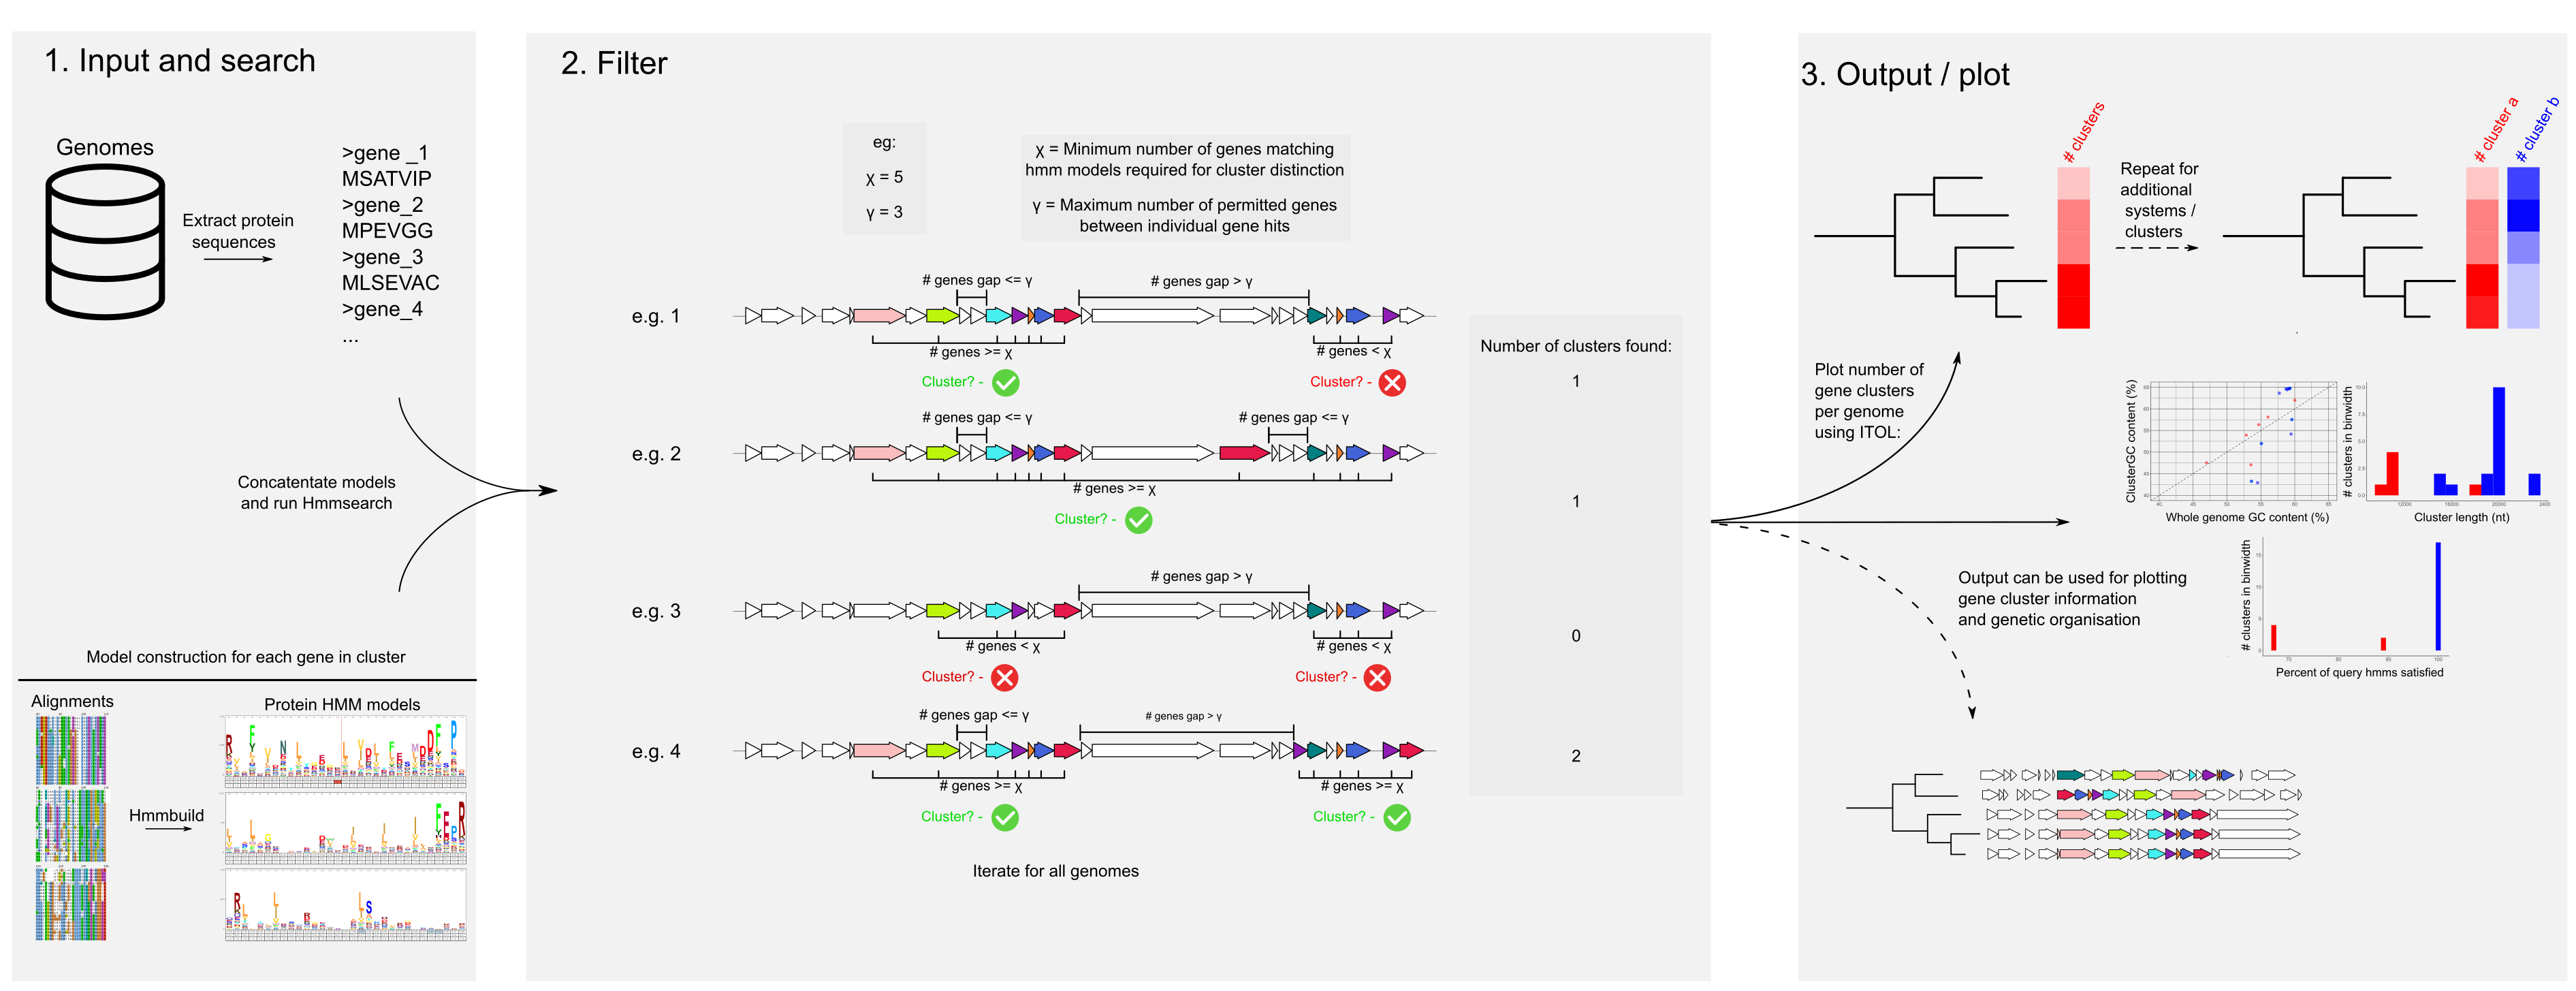 1. Input and search
Genomes
Extract protein
sequences
>gene _1
MSATVIP
>gene_2
MPEVGG
>gene_3
MLSEVAC
>gene_4
...
Concatentate models
and run Hmmsearch
Model construction for each gene in cluster
Alignments
Hmmbuild
Protein HMM models
2. Filter
eg:
χ = 5
γ = 3
χ = Minimum number of genes matching
hmm models required for cluster distinction
γ = Maximum number of permitted genes
between individual gene hits
e.g. 1
# genes gap <= γ
# genes gap > γ
# genes >= χ
# genes < χ
Cluster? -
Cluster? -
e.g. 2
# genes gap <= γ
# genes gap <= γ
# genes >= χ
Cluster? -
e.g. 3
# genes gap > γ
# genes < χ
# genes < χ
Cluster? -
Cluster? -
e.g. 4
# genes gap <= γ
# genes gap > γ
# genes >= χ
# genes >= χ
Cluster? -
Cluster? -
Iterate for all genomes
Number of clusters found:
1
1
0
2
3. Output / plot
# clusters
Repeat for
additional
systems /
clusters
# cluster a
# cluster b
Plot number of
gene clusters
per genome
using ITOL:
ClusterGC content (%)
Whole genome GC content (%)
# clusters in binwidth
Cluster length (nt)
Output can be used for plotting
gene cluster information
and genetic organisation
# clusters in binwidth
Percent of query hmms satisfied